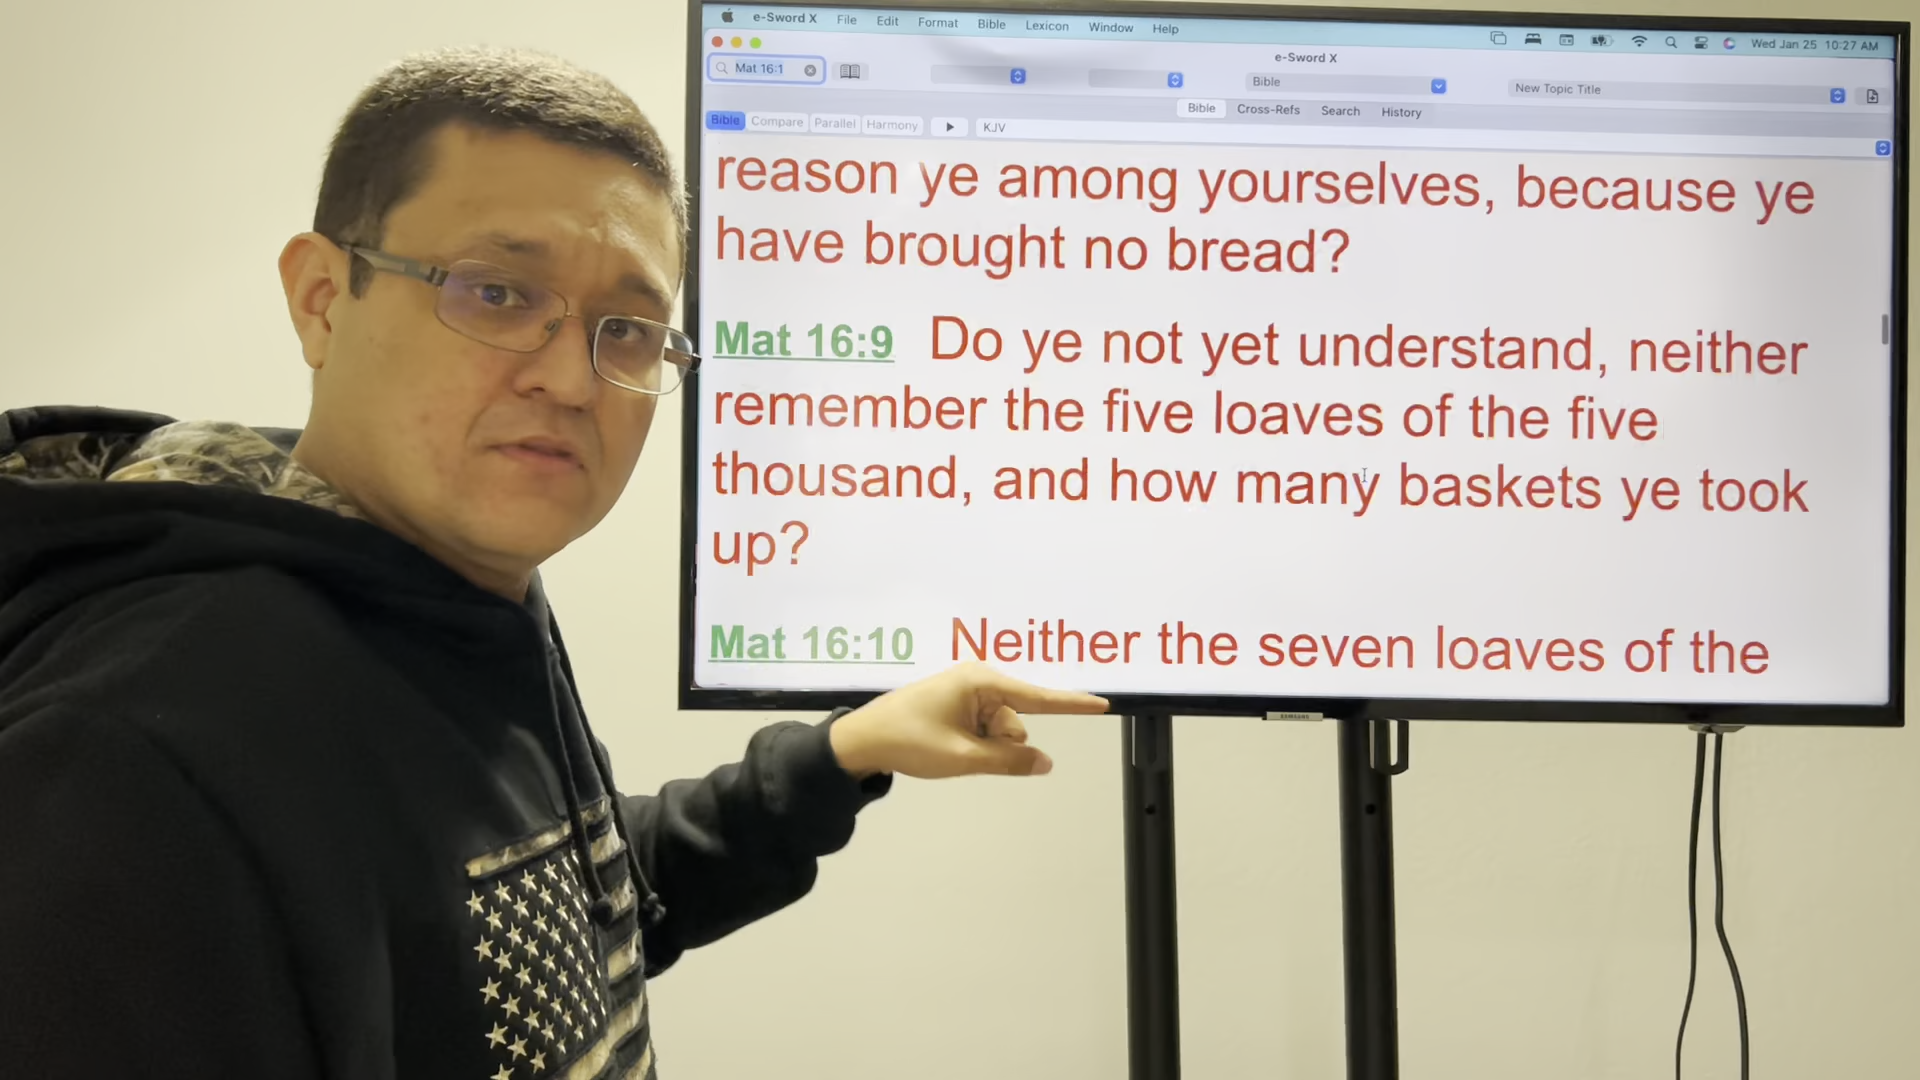 e-Sword X File Edit Format Bible Lexicon Window Help Wed Jan 25 10:27 AM
e-Sword X
Mat 16:1 Bible New Topic Title
Bible Cross-Refs Search History
Bible Compare Parallel Harmony KJV
reason ye among yourselves, because ye
have brought no bread?
Mat 16:9 Do ye not yet understand, neither
remember the five loaves of the five
thousand, and how many baskets ye took
up?
Mat 16:10 Neither the seven loaves of the
SAMSUNG